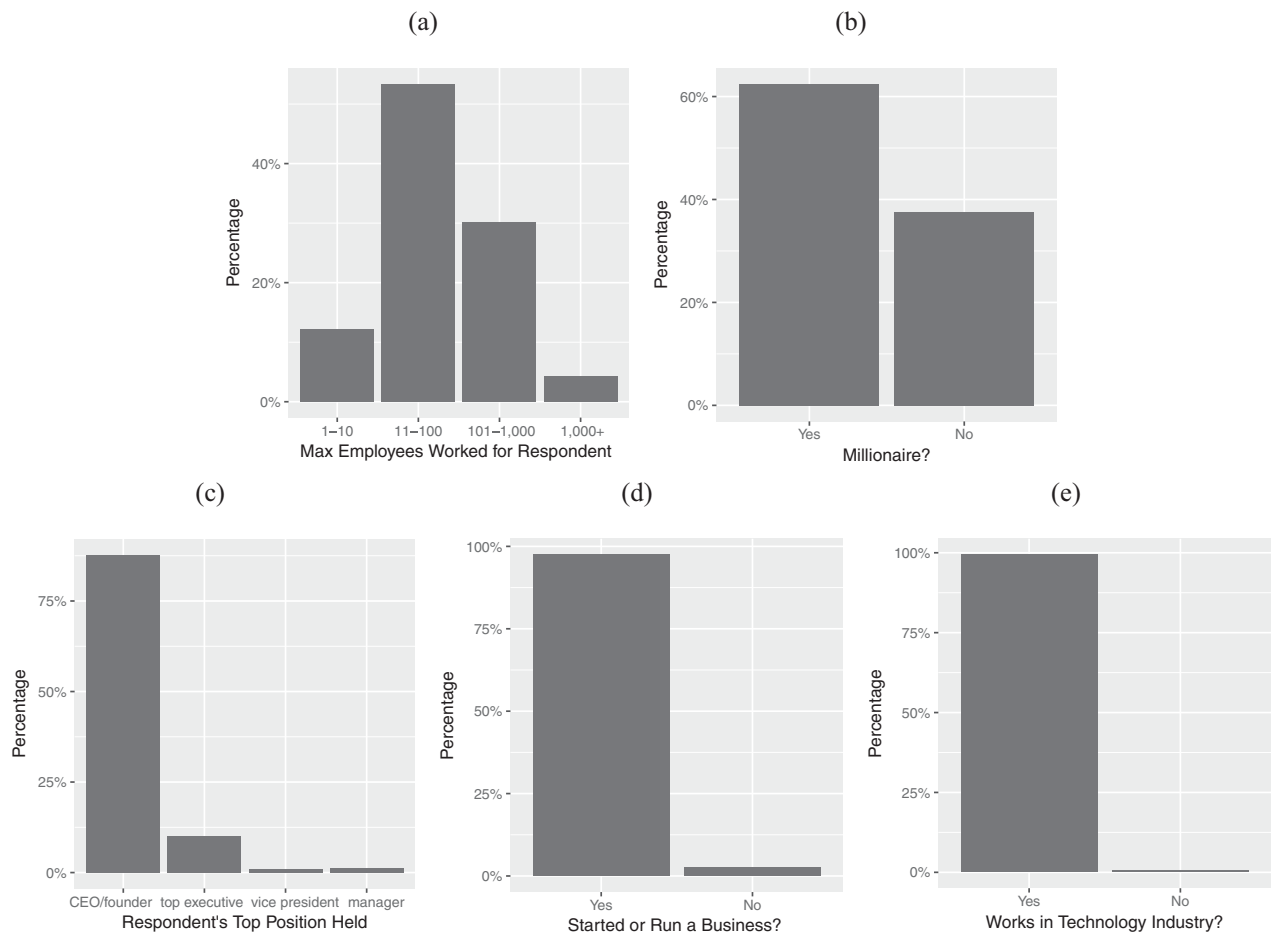 (a)
40%
20%
0%
Percentage
1–10 11–100 101–1,000 1,000+
Max Employees Worked for Respondent
(b)
60%
40%
20%
0%
Percentage
Yes No
Millionaire?
(c)
75%
50%
25%
0%
Percentage
CEO/founder top executive vice president manager
Respondent's Top Position Held
(d)
100%
75%
50%
25%
0%
Percentage
Yes No
Started or Run a Business?
(e)
100%
75%
50%
25%
0%
Percentage
Yes No
Works in Technology Industry?